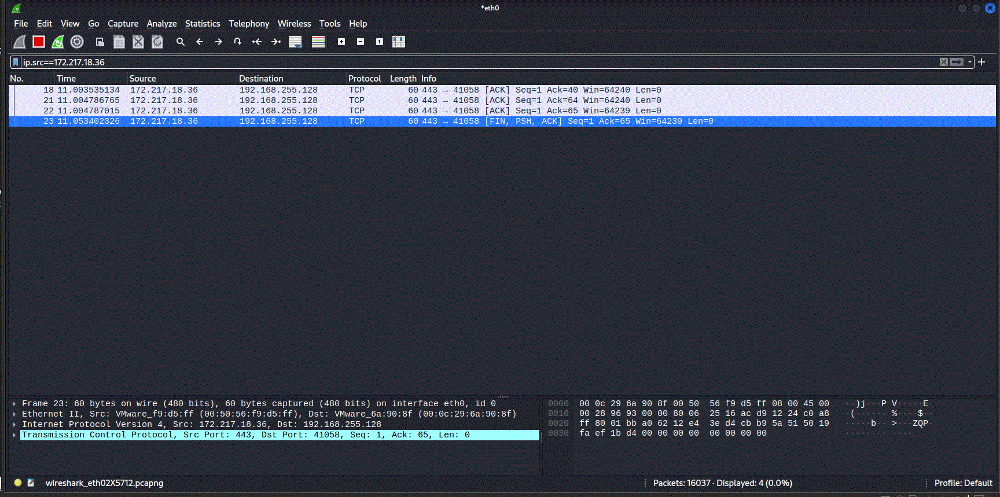 *eth0
File Edit View Go Capture Analyze Statistics Telephony Wireless Tools Help
ip.src==172.217.18.36
No. Time Source Destination Protocol Length Info
18 11.003535134 172.217.18.36 192.168.255.128 TCP 60 443 → 41058 [ACK] Seq=1 Ack=40 Win=64240 Len=0
21 11.004786765 172.217.18.36 192.168.255.128 TCP 60 443 → 41058 [ACK] Seq=1 Ack=64 Win=64240 Len=0
22 11.004787015 172.217.18.36 192.168.255.128 TCP 60 443 → 41058 [ACK] Seq=1 Ack=65 Win=64239 Len=0
23 11.053402326 172.217.18.36 192.168.255.128 TCP 60 443 → 41058 [FIN, PSH, ACK] Seq=1 Ack=65 Win=64239 Len=0
Frame 23: 60 bytes on wire (480 bits), 60 bytes captured (480 bits) on interface eth0, id 0
Ethernet II, Src: VMware_f9:d5:ff (00:50:56:f9:d5:ff), Dst: VMware_6a:90:8f (00:0c:29:6a:90:8f)
Internet Protocol Version 4, Src: 172.217.18.36, Dst: 192.168.255.128
Transmission Control Protocol, Src Port: 443, Dst Port: 41058, Seq: 1, Ack: 65, Len: 0
0000 00 0c 29 6a 90 8f 00 50 56 f9 d5 ff 08 00 45 00 ··)j···P V·····E·
0010 00 28 96 93 00 00 80 06 25 16 ac d9 12 24 c0 a8 ·(······ %····$··
0020 ff 80 01 bb a0 62 12 e4 3e d4 cb b9 5a 51 50 19 ·····b·· >···ZQP·
0030 fa ef 1b d4 00 00 00 00 00 00 00 00 ········ ····
wireshark_eth02X5712.pcapng
Packets: 16037 · Displayed: 4 (0.0%)
Profile: Default